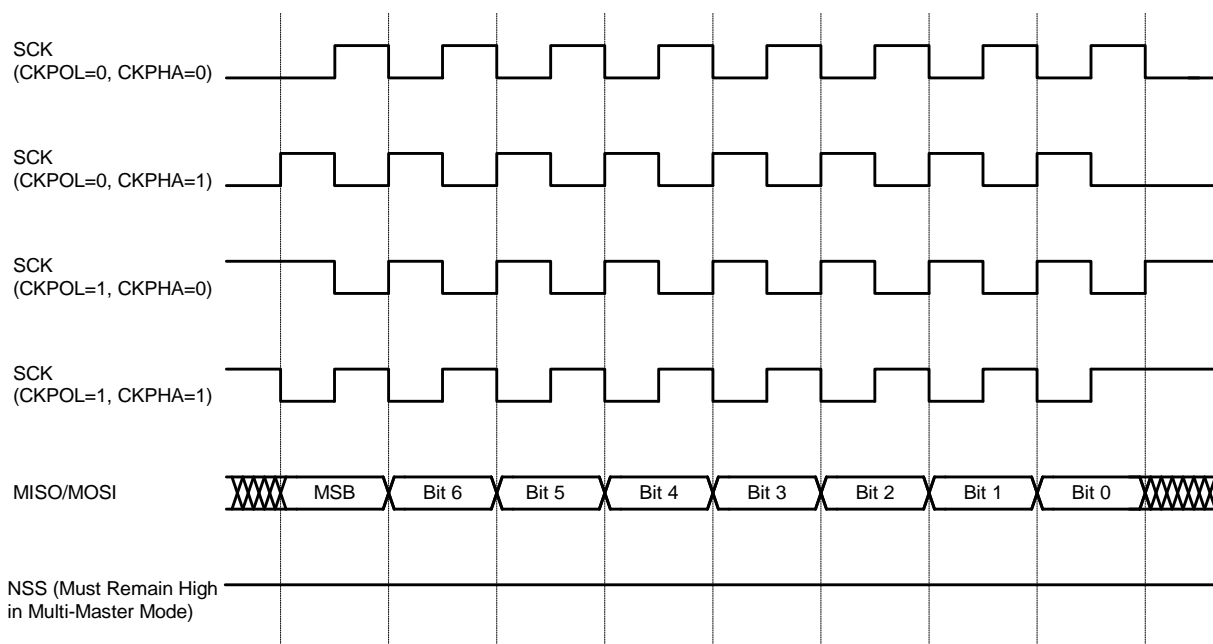 SCK
(CKPOL=0, CKPHA=0)
SCK
(CKPOL=0, CKPHA=1)
SCK
(CKPOL=1, CKPHA=0)
SCK
(CKPOL=1, CKPHA=1)
MISO/MOSI MSB Bit 6 Bit 5 Bit 4 Bit 3 Bit 2 Bit 1 Bit 0
NSS (Must Remain High
in Multi-Master Mode)